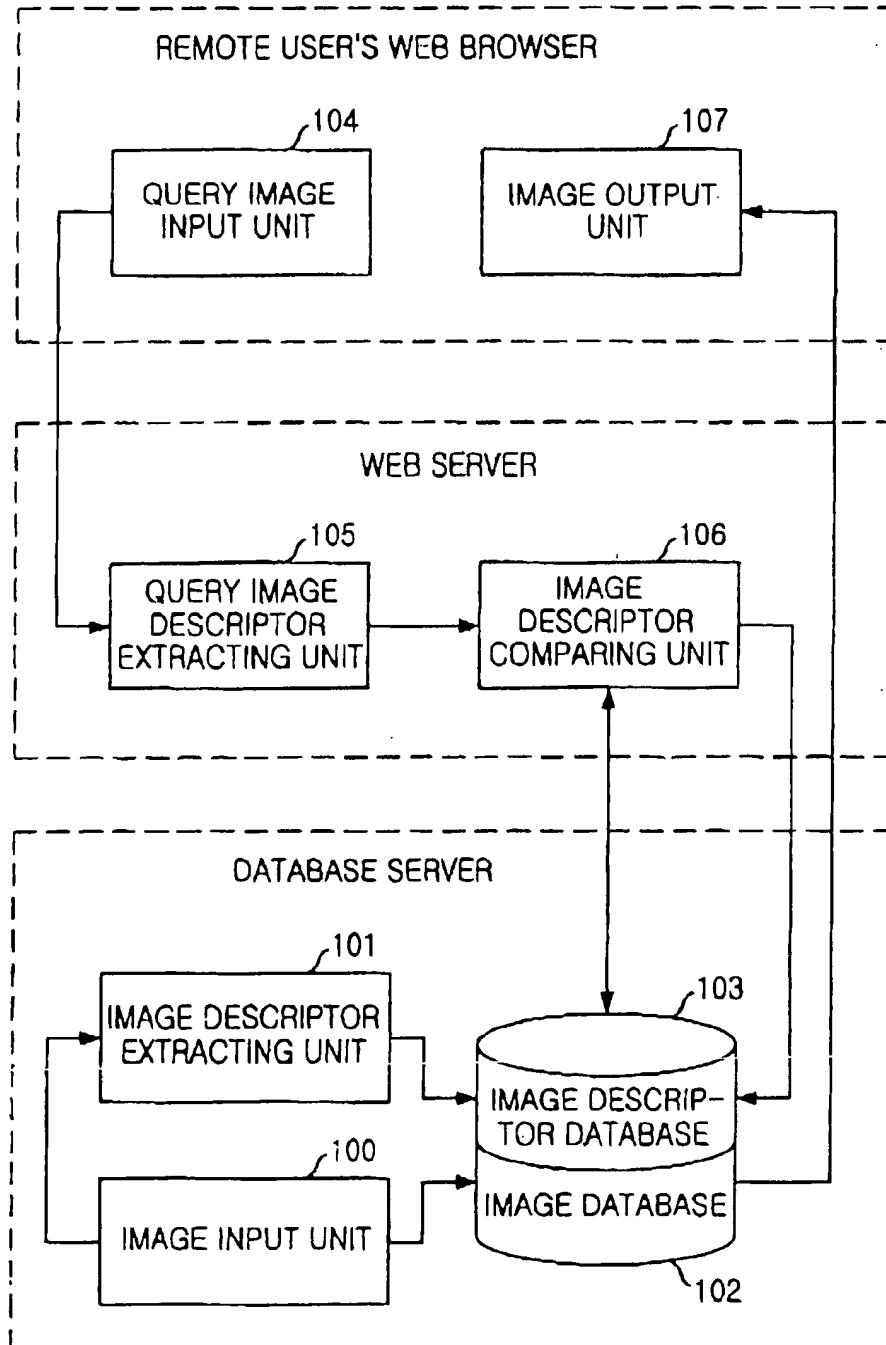 REMOTE USER'S WEB BROWSER
104
QUERY IMAGE
INPUT UNIT
107
IMAGE OUTPUT
UNIT
WEB SERVER
105
QUERY IMAGE
DESCRIPTOR
EXTRACTING UNIT
106
IMAGE
DESCRIPTOR
COMPARING UNIT
DATABASE SERVER
101
IMAGE DESCRIPTOR
EXTRACTING UNIT
103
IMAGE DESCRIP-
TOR DATABASE
100
IMAGE INPUT UNIT
IMAGE DATABASE
102